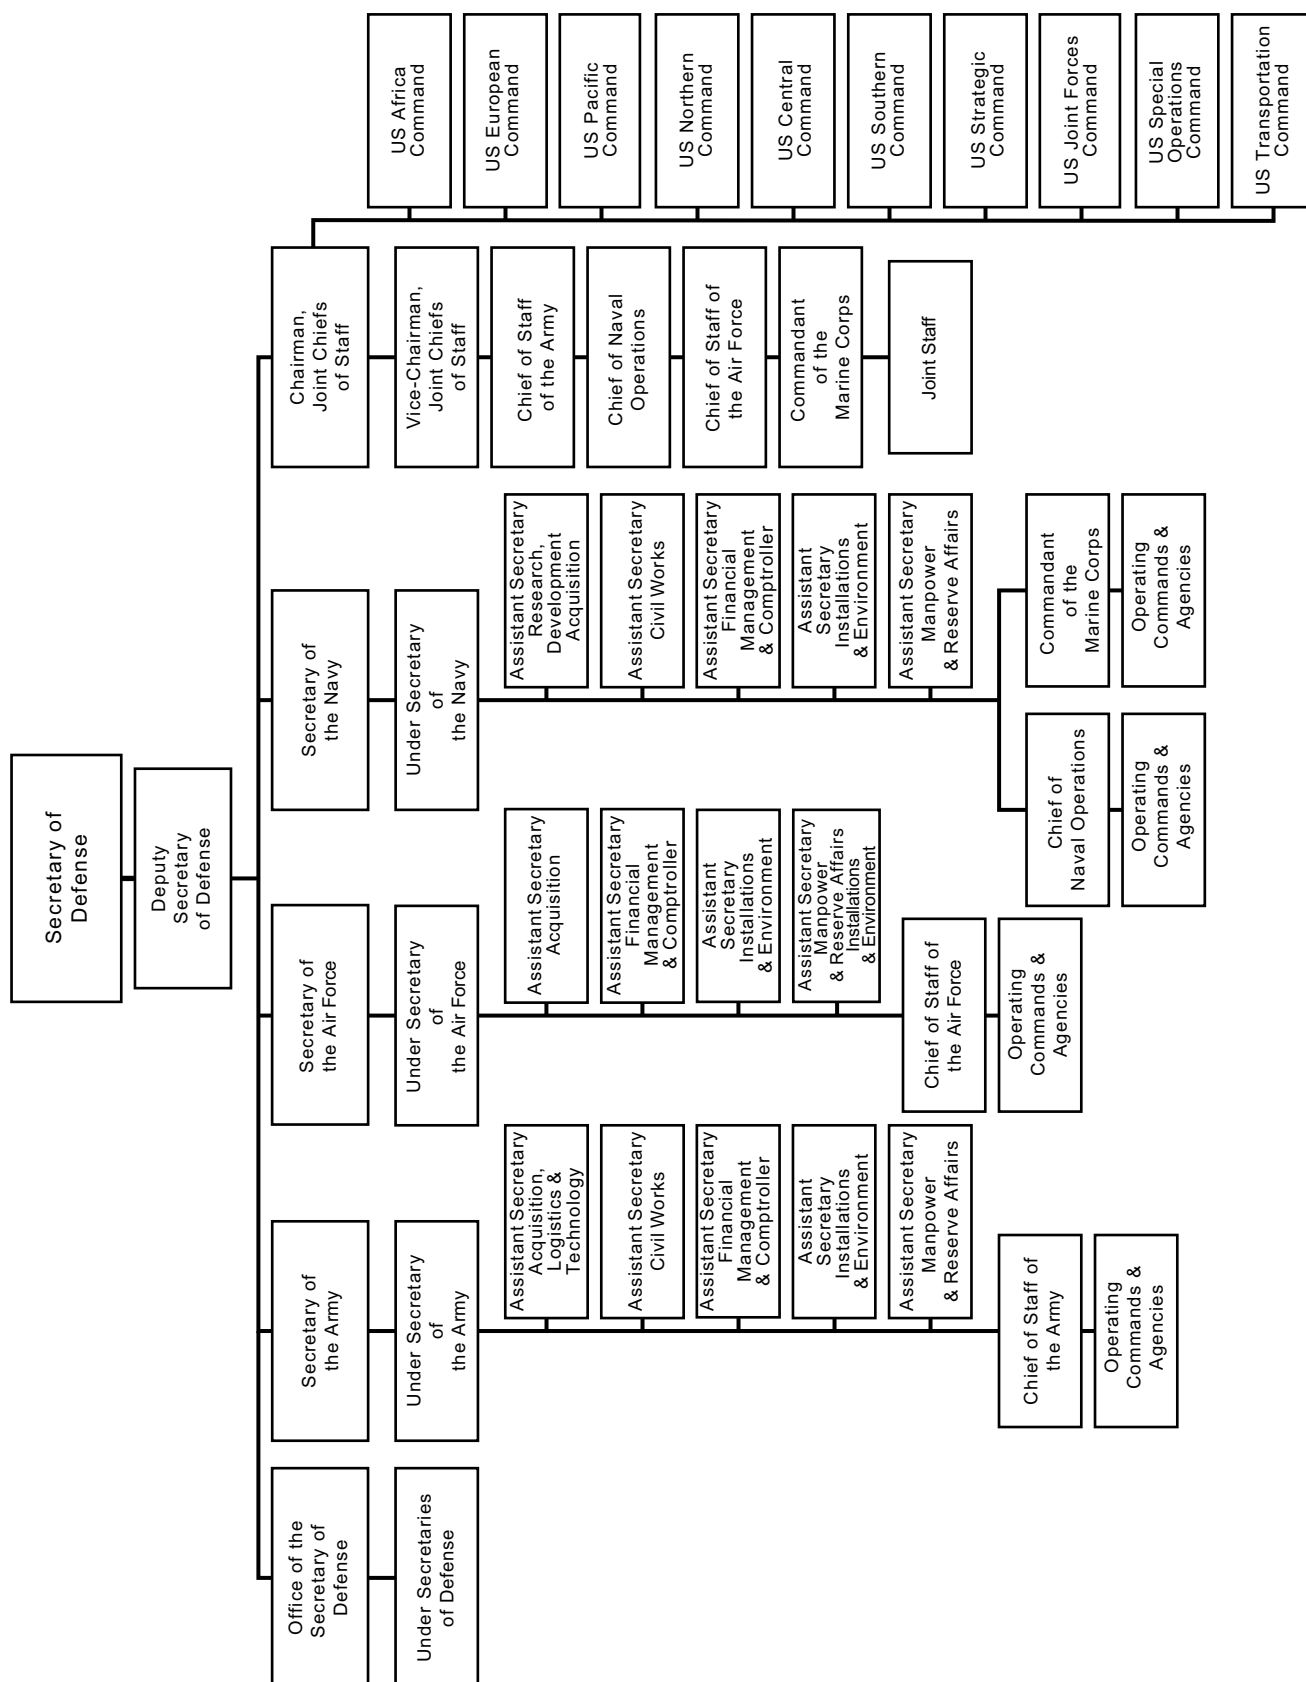 Secretary of
Defense
Deputy
Secretary
of Defense
Office of the
Secretary of
Defense
Under Secretaries
of Defense
Secretary of
the Army
Under Secretary
of
the Army
Assistant Secretary
Acquisition,
Logistics &
Technology
Assistant Secretary
Civil Works
Assistant Secretary
Financial
Management
& Comptroller
Assistant
Secretary
Installations
& Environment
Assistant Secretary
Manpower
& Reserve Affairs
Chief of Staff of
the Army
Operating
Commands &
Agencies
Secretary of
the Air Force
Under Secretary
of
the Air Force
Assistant Secretary
Acquisition
Assistant Secretary
Financial
Management
& Comptroller
Assistant
Secretary
Installations
& Environment
Assistant Secretary
Manpower
& Reserve Affairs
Installations
& Environment
Chief of Staff of
the Air Force
Operating
Commands &
Agencies
Secretary of
the Navy
Under Secretary
of
the Navy
Assistant Secretary
Research,
Development
Acquisition
Assistant Secretary
Civil Works
Assistant Secretary
Financial
Management
& Comptroller
Assistant
Secretary
Installations
& Environment
Assistant Secretary
Manpower
& Reserve Affairs
Chief of
Naval Operations
Operating
Commands &
Agencies
Commandant
of the
Marine Corps
Operating
Commands &
Agencies
Chairman,
Joint Chiefs
of Staff
Vice-Chairman,
Joint Chiefs
of Staff
Chief of Staff
of the Army
Chief of Naval
Operations
Chief of Staff of
the Air Force
Commandant
of the
Marine Corps
Joint Staff
US Africa
Command
US European
Command
US Pacific
Command
US Northern
Command
US Central
Command
US Southern
Command
US Strategic
Command
US Joint Forces
Command
US Special
Operations
Command
US Transportation
Command